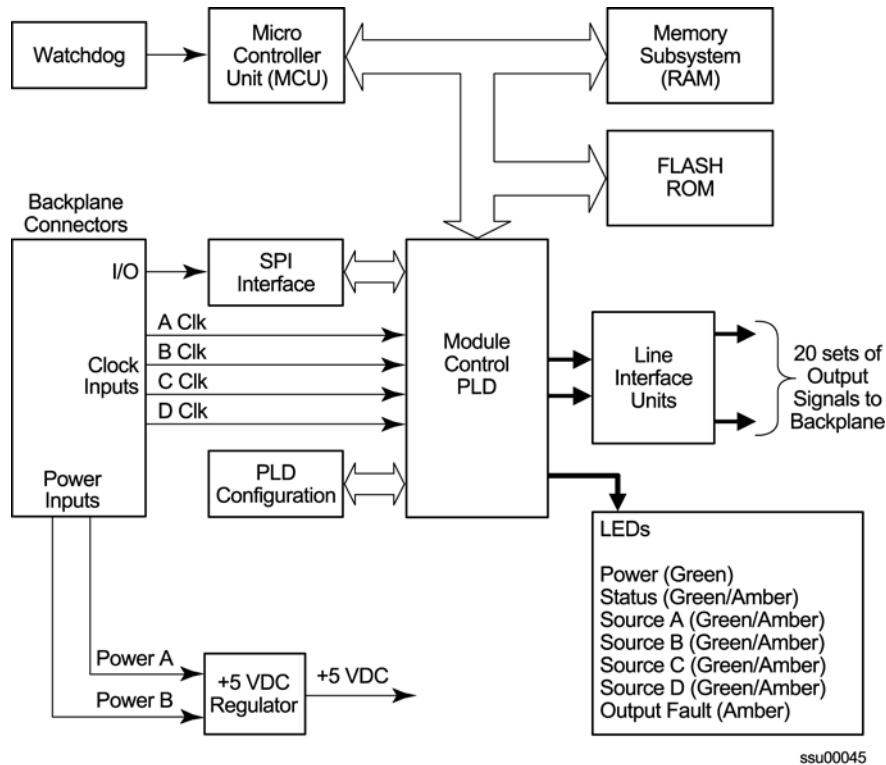 Watchdog
Micro
Controller
Unit (MCU)
Memory
Subsystem
(RAM)
FLASH
ROM
Backplane
Connectors
I/O
SPI
Interface
A Clk
B Clk
C Clk
D Clk
Clock
Inputs
Module
Control
PLD
Line
Interface
Units
20 sets of
Output
Signals to
Backplane
PLD
Configuration
Power
Inputs
LEDs
Power (Green)
Status (Green/Amber)
Source A (Green/Amber)
Source B (Green/Amber)
Source C (Green/Amber)
Source D (Green/Amber)
Output Fault (Amber)
Power A
Power B
+5 VDC
Regulator
+5 VDC
ssu00045